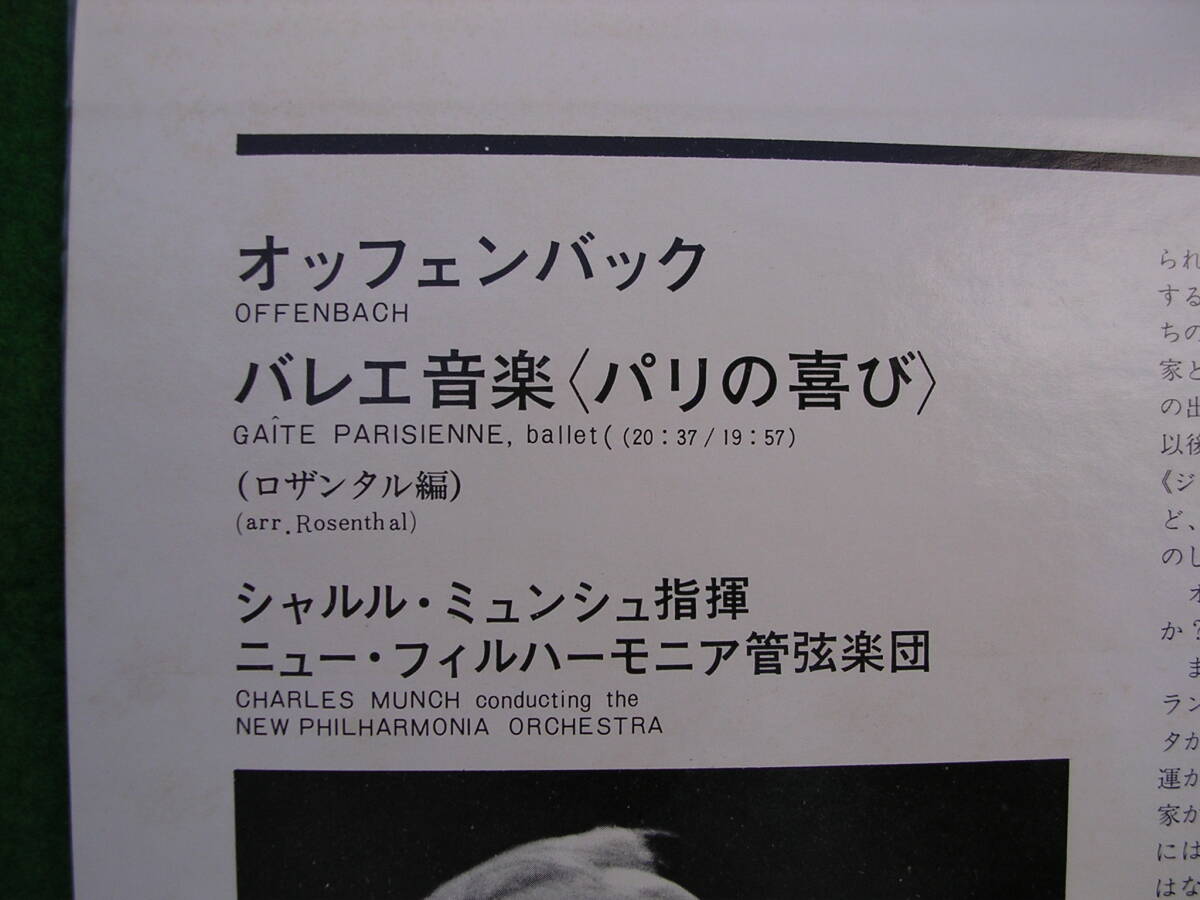 オッフェンバック
OFFENBACH
バレエ音楽〈パリの喜び〉
GAÎTE PARISIENNE, ballet( (20：37/19：57)
(ロザンタル編)
(arr.Rosenthal)
シャルル・ミュンシュ指揮
ニュー・フィルハーモニア管弦楽団
CHARLES MUNCH conducting the
NEW PHILHARMONIA ORCHESTRA
られ
する
ちの
家と
の出
以後
《ジ
ど、
のし
か?
ま
ラン
タか
運か
家か
には
はな